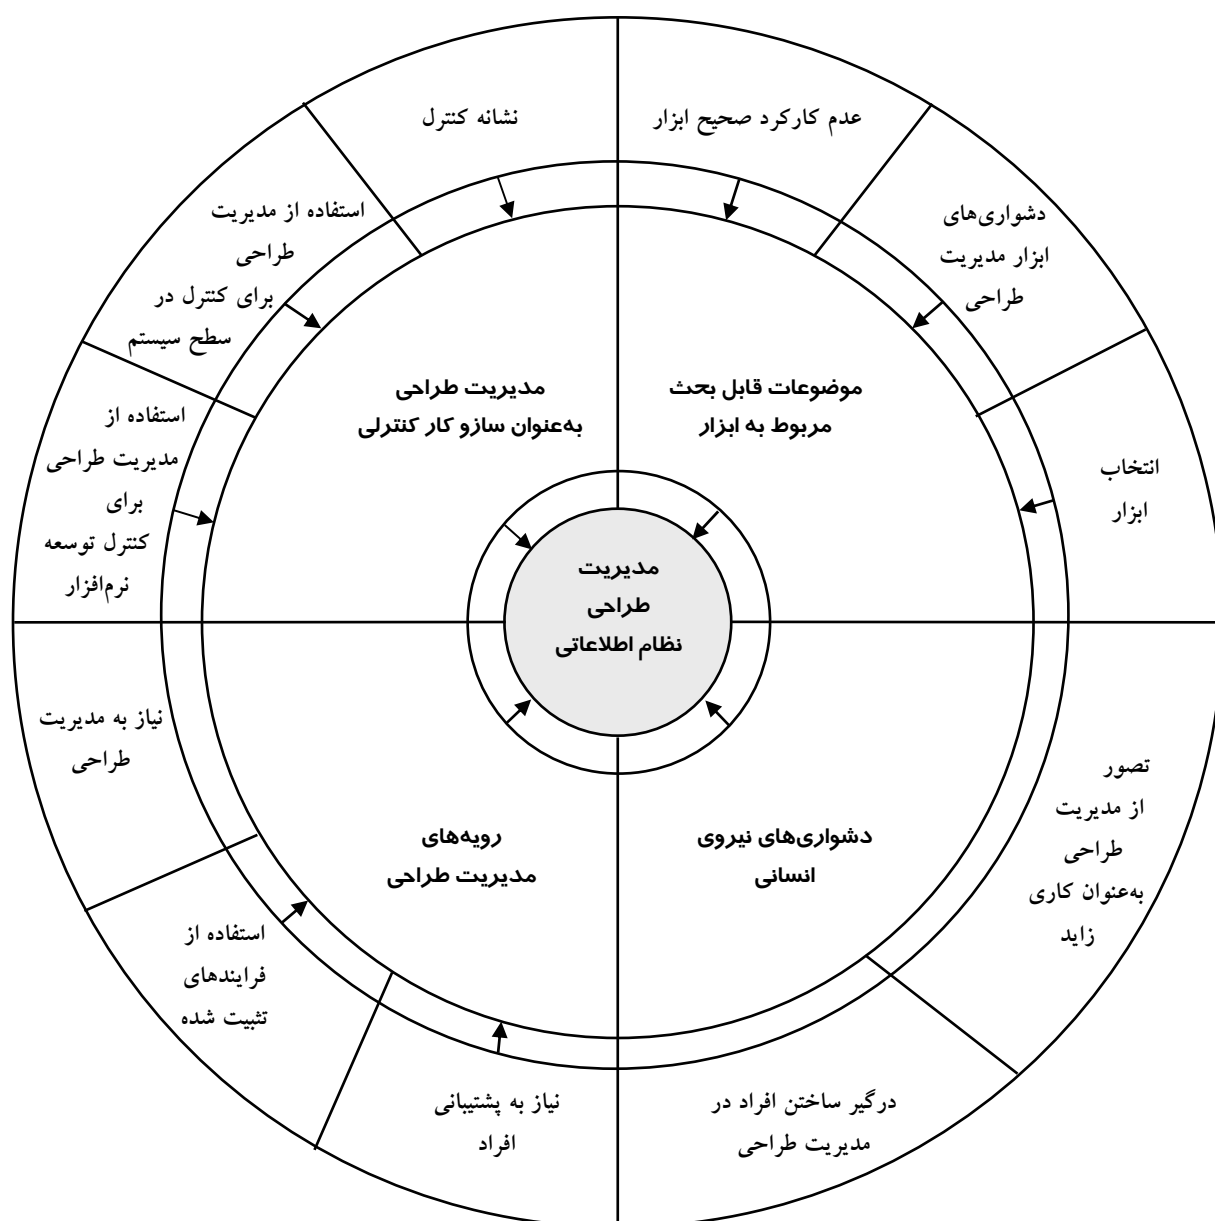 عدم کارکرد صحیح ابزار
نشانه کنترل
دشواری‌های
ابزار مدیریت
طراحی
استفاده از مدیریت
طراحی
برای کنترل در
سطح سیستم
موضوعات قابل بحث
مربوط به ابزار
مدیریت طراحی
به‌عنوان سازو کار کنترلی
انتخاب
ابزار
استفاده از
مدیریت طراحی
برای
کنترل توسعه
نرم‌افزار
مدیریت
طراحی
نظام اطلاعاتی
نیاز به مدیریت
طراحی
تصور
از مدیریت
طراحی
به‌عنوان کاری
زاید
دشواری‌های نیروی
انسانی
رویه‌های
مدیریت طراحی
استفاده از
فرایندهای
تثبیت شده
درگیر ساختن افراد در
مدیریت طراحی
نیاز به پشتیبانی
افراد